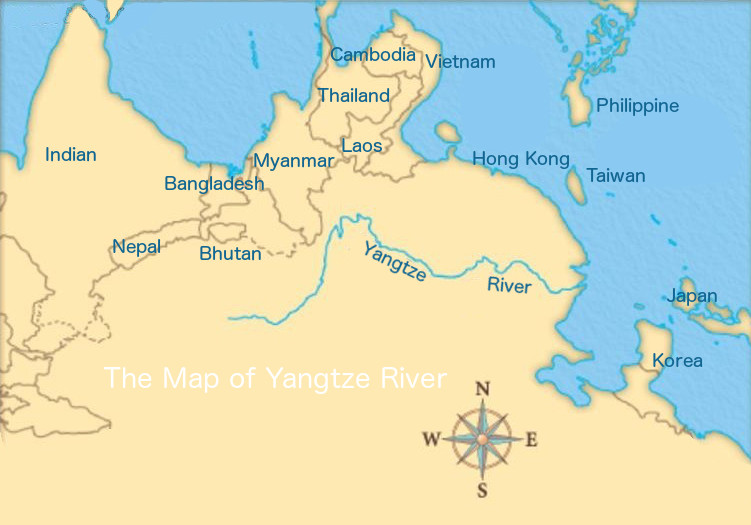 Cambodia
Vietnam
Thailand
Philippine
Laos
Indian
Myanmar
Hong Kong
Taiwan
Bangladesh
Nepal
Bhutan
Yangtze
River
Japan
Korea
The Map of Yangtze River
N
W
E
S